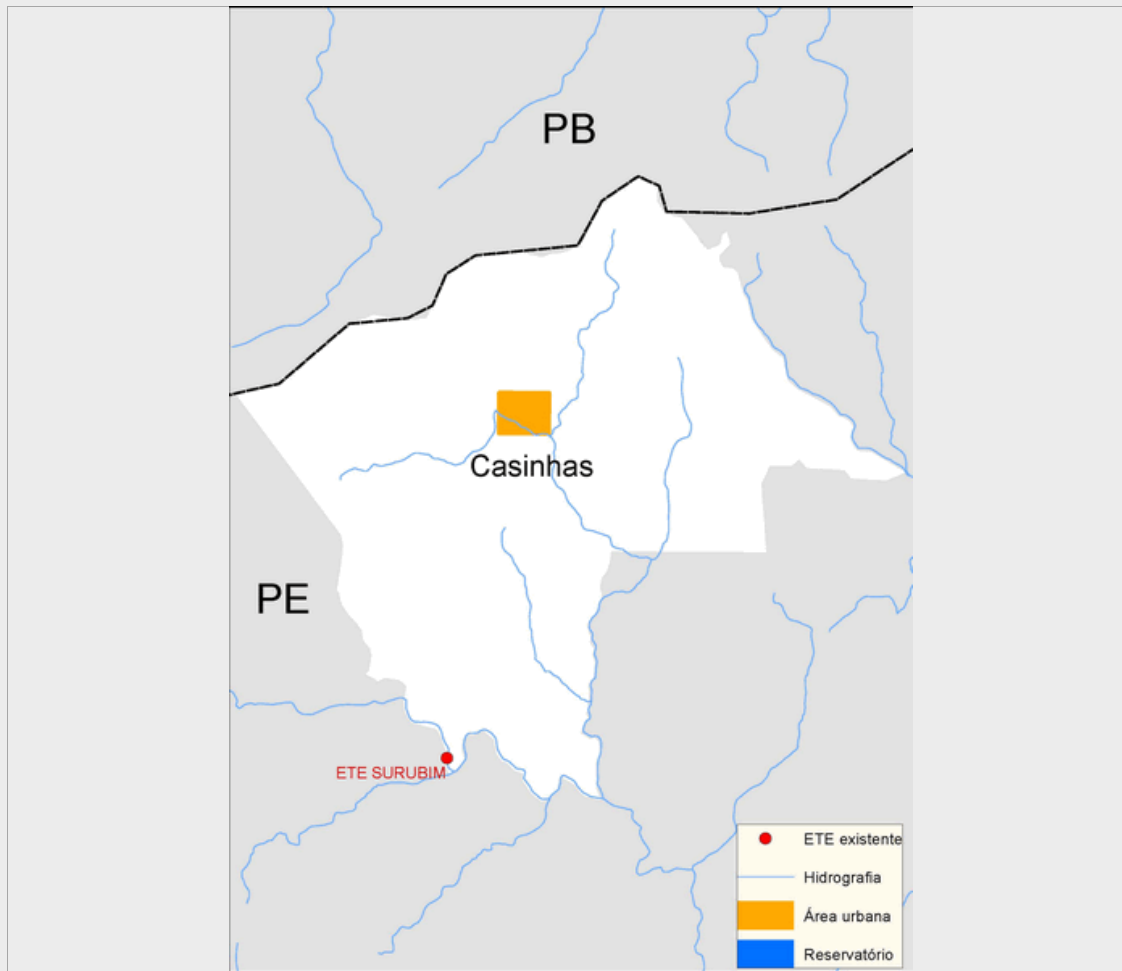 PB
Casinhas
PE
ETE SURUBIM
ETE existente
Hidrografia
Área urbana
Reservatório